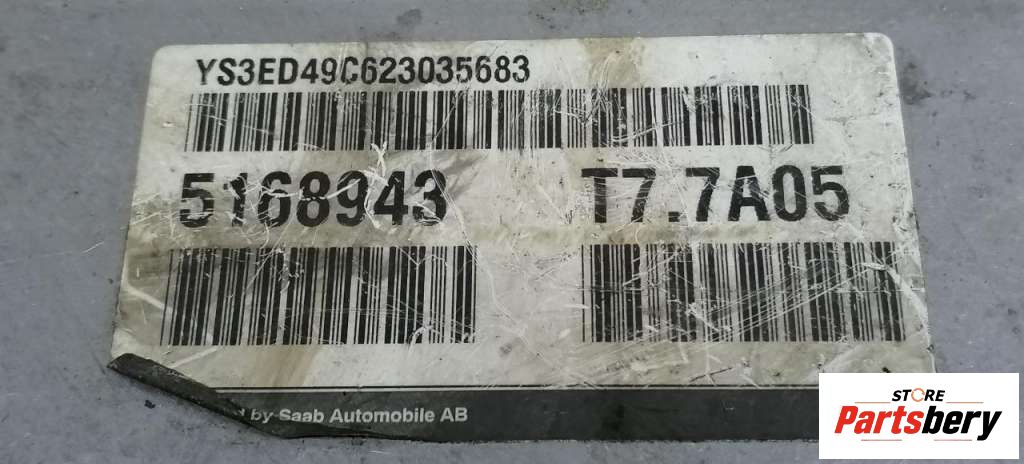 YS3ED49C623035683
5168943 T7.7A05
by Saab Automobile AB
STORE
Partsbery